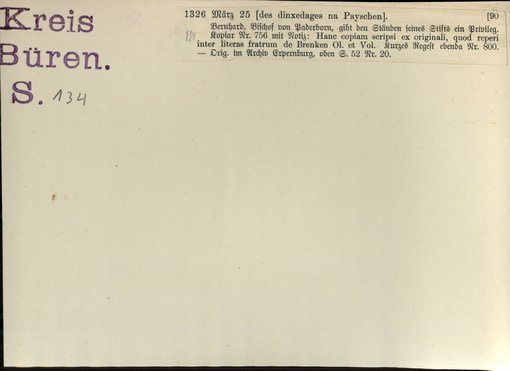 Kreis
Büren.
S. 134
1326 März 25 [des dinxedages na Payschen]. [90
Bernhard, Bischof von Paderborn, gibt den Ständen seines Stifts ein Privileg.
Kopiar Nr. 756 mit Notiz: Hanc copiam scripsi ex originali, quod reperi
inter literas fratrum de Brenken Ol. et Vol. Kurzes Regest ebenda Nr. 800.
— Orig. im Archiv Erpernburg, oben S. 52 Nr. 20.